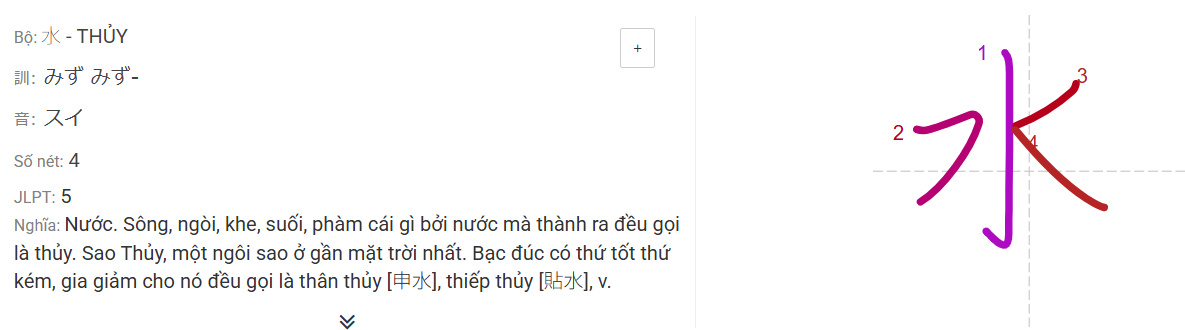 Bộ: 水 - THỦY
訓: みず みず-
音: スイ
Số nét: 4
JLPT: 5
Nghĩa: Nước. Sông, ngòi, khe, suối, phàm cái gì bởi nước mà thành ra đều gọi
là thủy. Sao Thủy, một ngôi sao ở gần mặt trời nhất. Bạc đúc có thứ tốt thứ
kém, gia giảm cho nó đều gọi là thân thủy [申水], thiếp thủy [貼水], v.
+
1
2
3
4
水